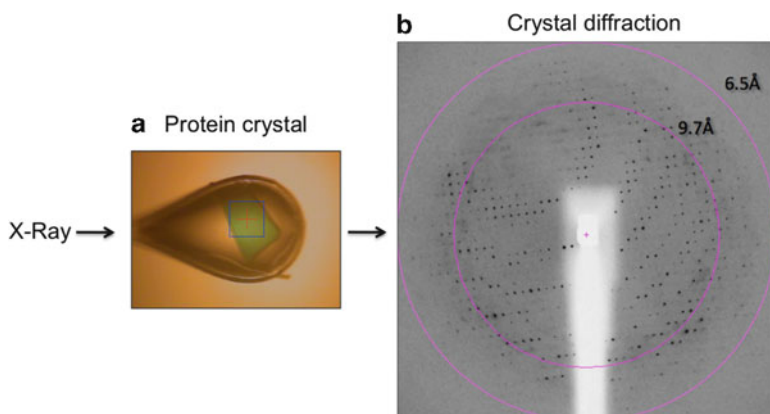 b Crystal diffraction
6.5Å
9.7Å
a Protein crystal
X-Ray